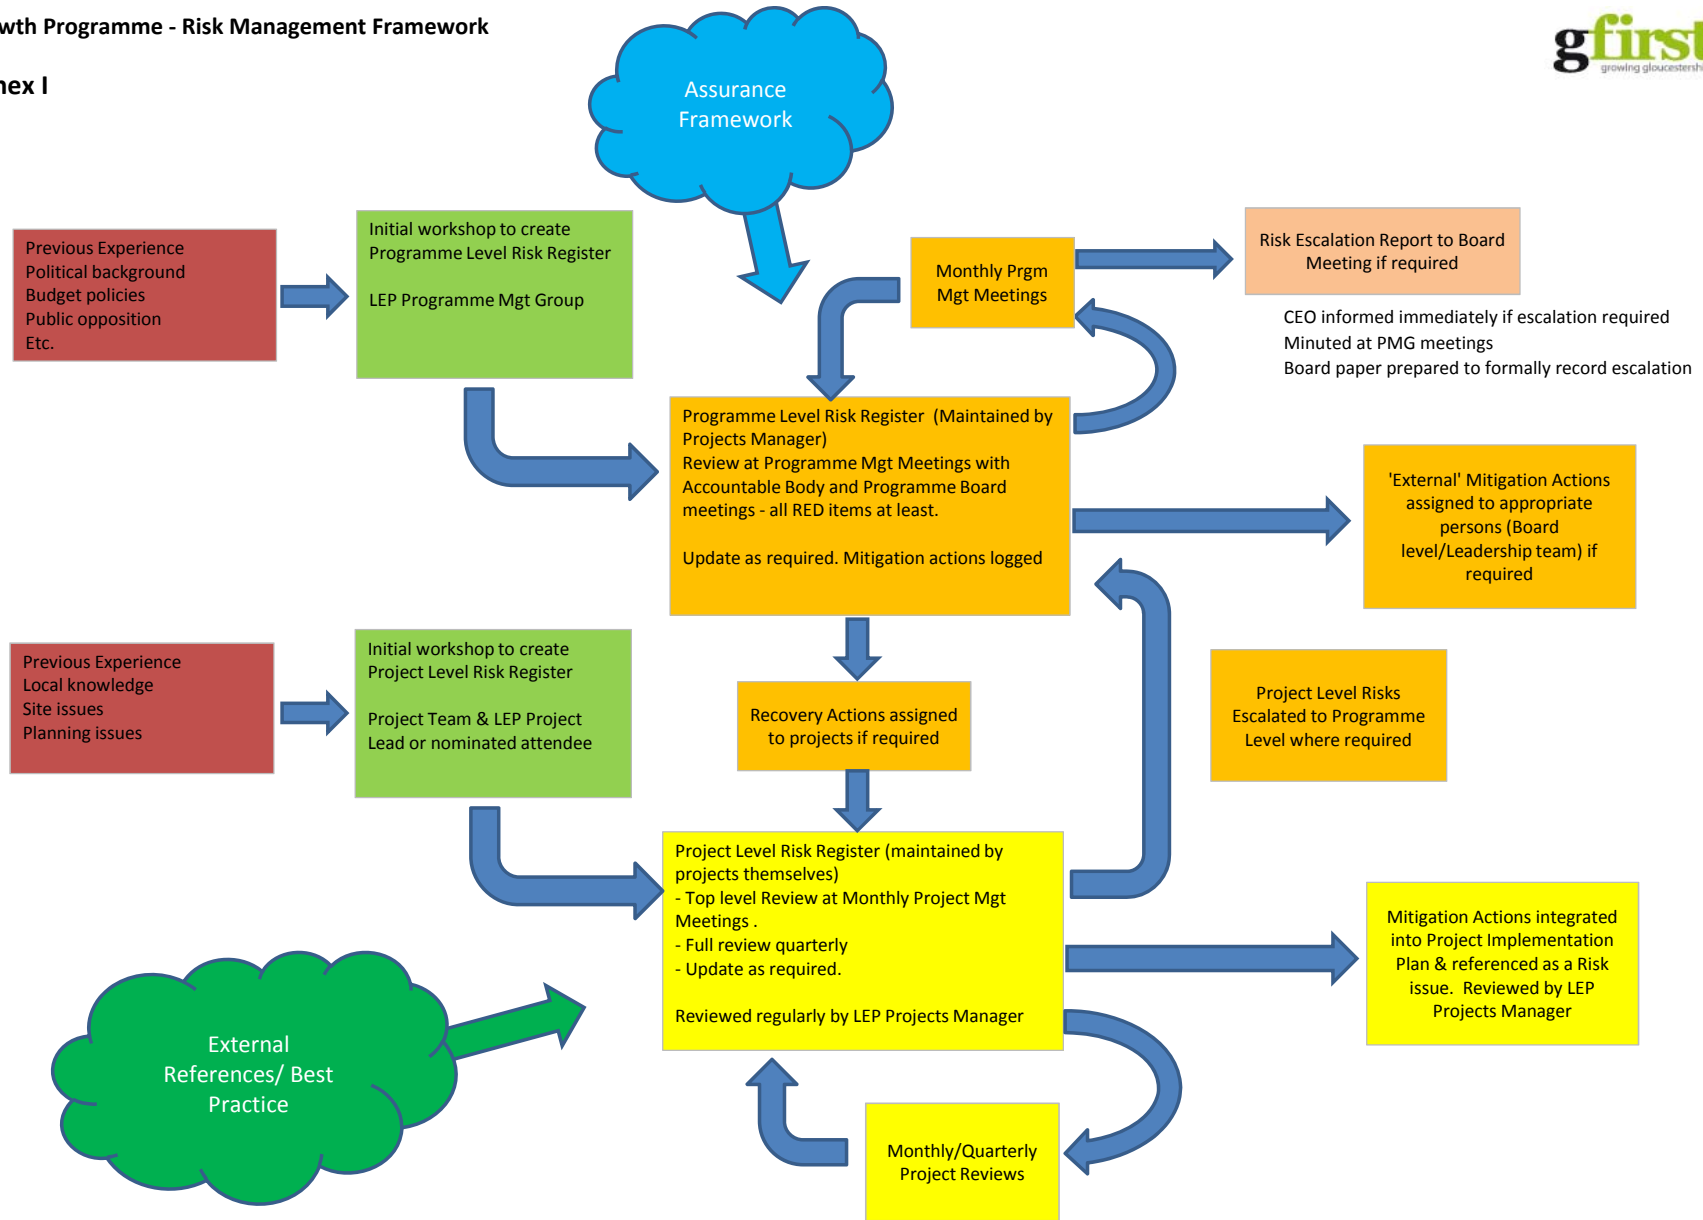 wth Programme - Risk Management Framework
nex I
gfirst
growing gloucestersh
Assurance
Framework
Previous Experience
Political background
Budget policies
Public opposition
Etc.
Initial workshop to create
Programme Level Risk Register
LEP Programme Mgt Group
Monthly Prgm
Mgt Meetings
Risk Escalation Report to Board
Meeting if required
CEO informed immediately if escalation required
Minuted at PMG meetings
Board paper prepared to formally record escalation
Programme Level Risk Register (Maintained by
Projects Manager)
Review at Programme Mgt Meetings with
Accountable Body and Programme Board
meetings - all RED items at least.
Update as required. Mitigation actions logged
'External' Mitigation Actions
assigned to appropriate
persons (Board
level/Leadership team) if
required
Previous Experience
Local knowledge
Site issues
Planning issues
Initial workshop to create
Project Level Risk Register
Project Team & LEP Project
Lead or nominated attendee
Recovery Actions assigned
to projects if required
Project Level Risks
Escalated to Programme
Level where required
Project Level Risk Register (maintained by
projects themselves)
- Top level Review at Monthly Project Mgt
Meetings .
- Full review quarterly
- Update as required.
Reviewed regularly by LEP Projects Manager
Mitigation Actions integrated
into Project Implementation
Plan & referenced as a Risk
issue. Reviewed by LEP
Projects Manager
External
References/ Best
Practice
Monthly/Quarterly
Project Reviews